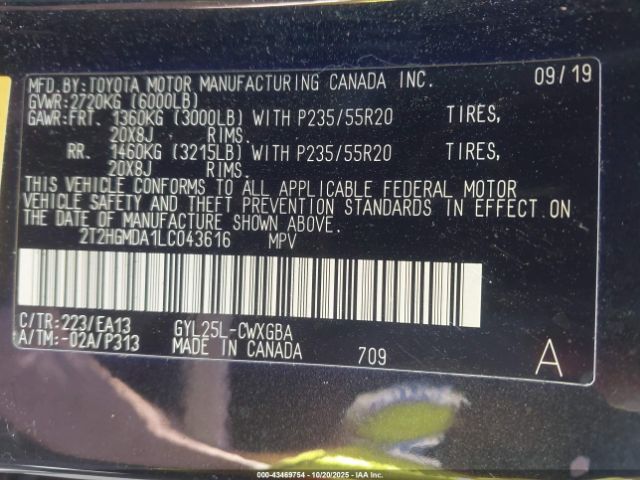 MFD.BY:TOYOTA MOTOR MANUFACTURING CANADA INC. 09/19
GVWR:2720KG (6000LB)
GAWR:FRT. 1360KG (3000LB) WITH P235/55R20 TIRES,
20X8J RIMS.
RR. 1460KG (3215LB) WITH P235/55R20 TIRES,
20X8J RIMS.
THIS VEHICLE CONFORMS TO ALL APPLICABLE FEDERAL MOTOR
VEHICLE SAFETY AND THEFT PREVENTION STANDARDS IN EFFECT ON
THE DATE OF MANUFACTURE SHOWN ABOVE.
2T2HGMDA1LC043616 MPV
C/TR:223/EA13 GYL25L-CWXGBA
A/TM:-02A/P313 MADE IN CANADA 709 A
000-43469754 - 10/20/2025 - IAAI.COM